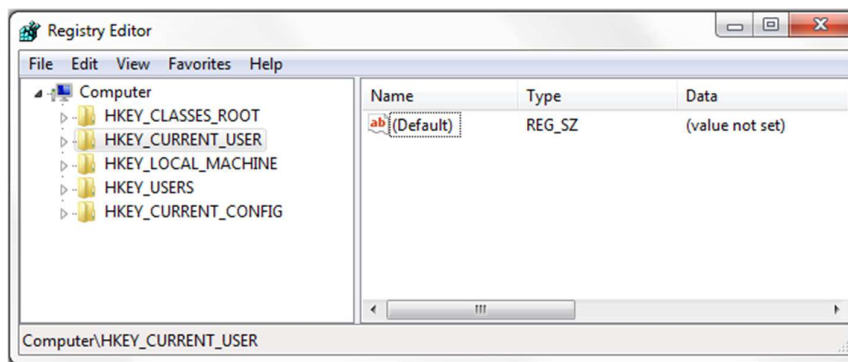 Registry Editor
File Edit View Favorites Help
Computer
HKEY_CLASSES_ROOT
HKEY_CURRENT_USER
HKEY_LOCAL_MACHINE
HKEY_USERS
HKEY_CURRENT_CONFIG
Name Type Data
ab (Default) REG_SZ (value not set)
Computer\HKEY_CURRENT_USER